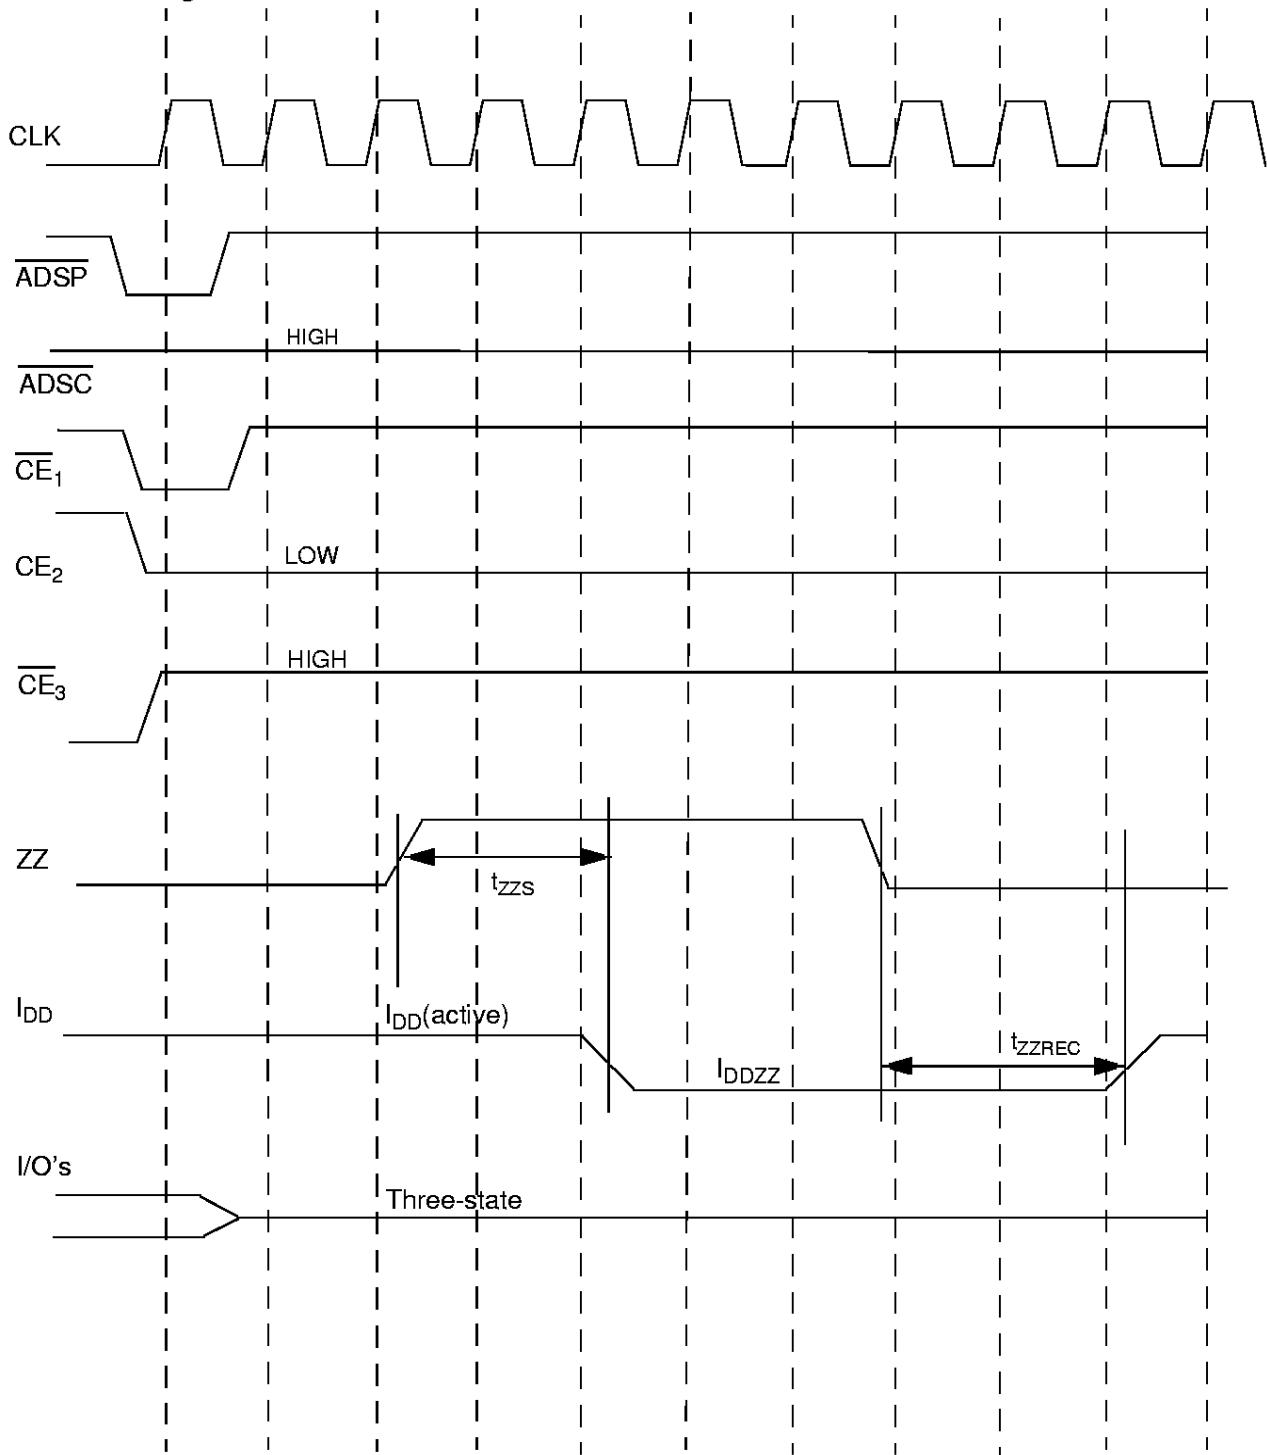 CLK
ADSP
HIGH
ADSC
CE1
LOW
CE2
HIGH
CE3
ZZ
tZZS
IDD
IDD(active)
tZZREC
IDDZZ
I/O's
Three-state